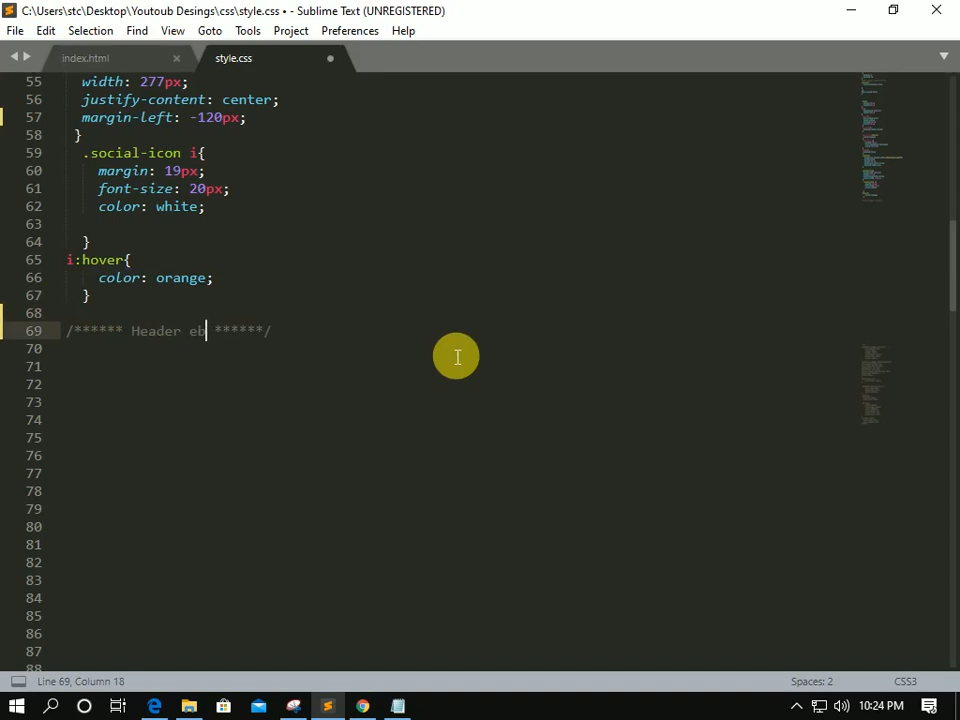 C:\Users\stc\Desktop\Youtoub Desings\css\style.css • - Sublime Text (UNREGISTERED)
File Edit Selection Find View Goto Tools Project Preferences Help
index.html × style.css
55 width: 277px;
56 justify-content: center;
57 margin-left: -120px;
58 }
59 .social-icon i{
60 margin: 19px;
61 font-size: 20px;
62 color: white;
63
64 }
65 i:hover{
66 color: orange;
67 }
68
69 /****** Header eb ******/
70
71
72
73
74
75
76
77
78
79
80
81
82
83
84
85
86
87
88
Line 69, Column 18 Spaces: 2 CSS3
10:24 PM